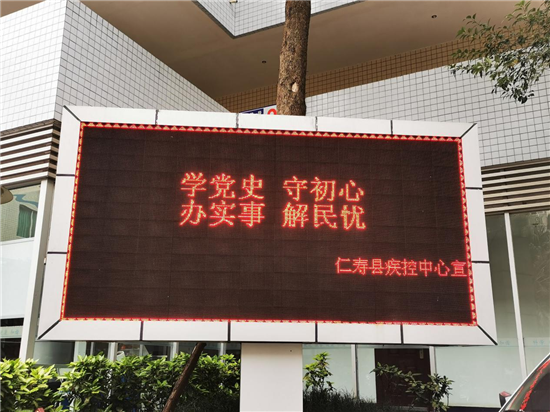 学党史 守初心
办实事 解民忧
仁寿县疾控中心宣